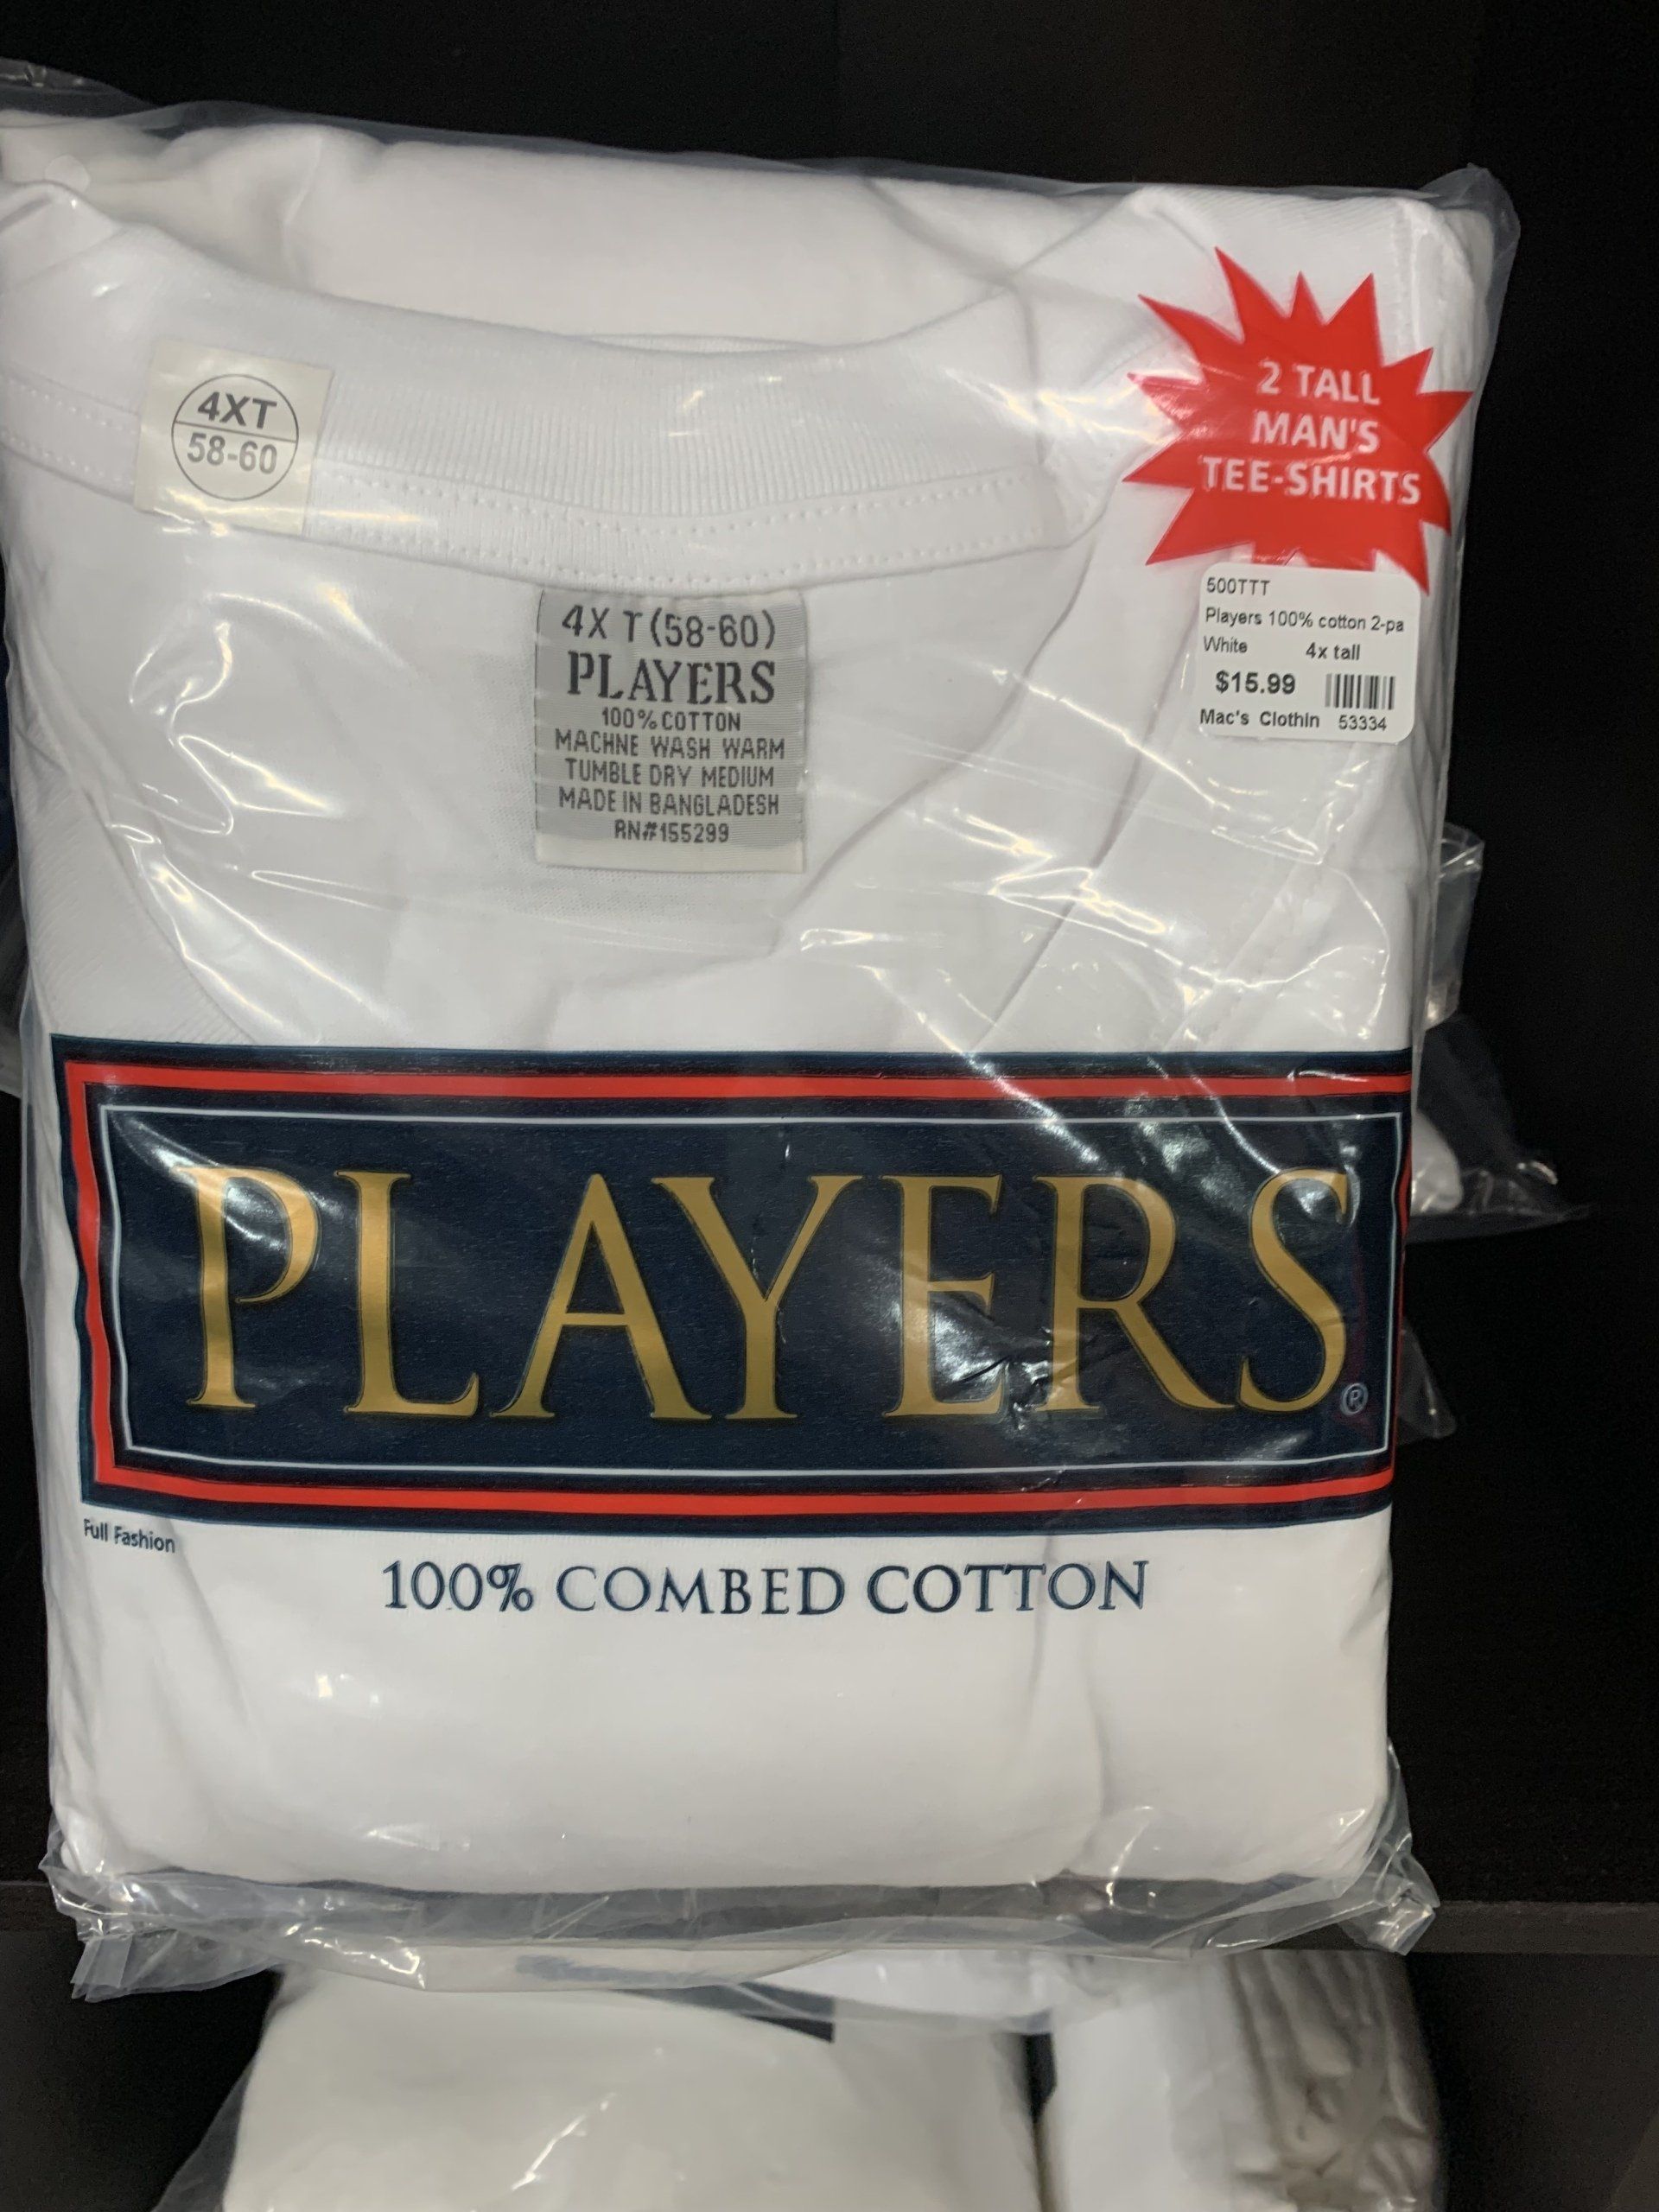 2 TALL
MAN'S
TEE-SHIRTS
4XT
58-60
500TTT
Players 100% cotton 2-pa
White 4x tall
$15.99
Mac's Clothin 53334
4X T (58-60)
PLAYERS
100% COTTON
MACHNE WASH WARM
TUMBLE DRY MEDIUM
MADE IN BANGLADESH
RN#155299
PLAYERS®
Full Fashion
100% COMBED COTTON